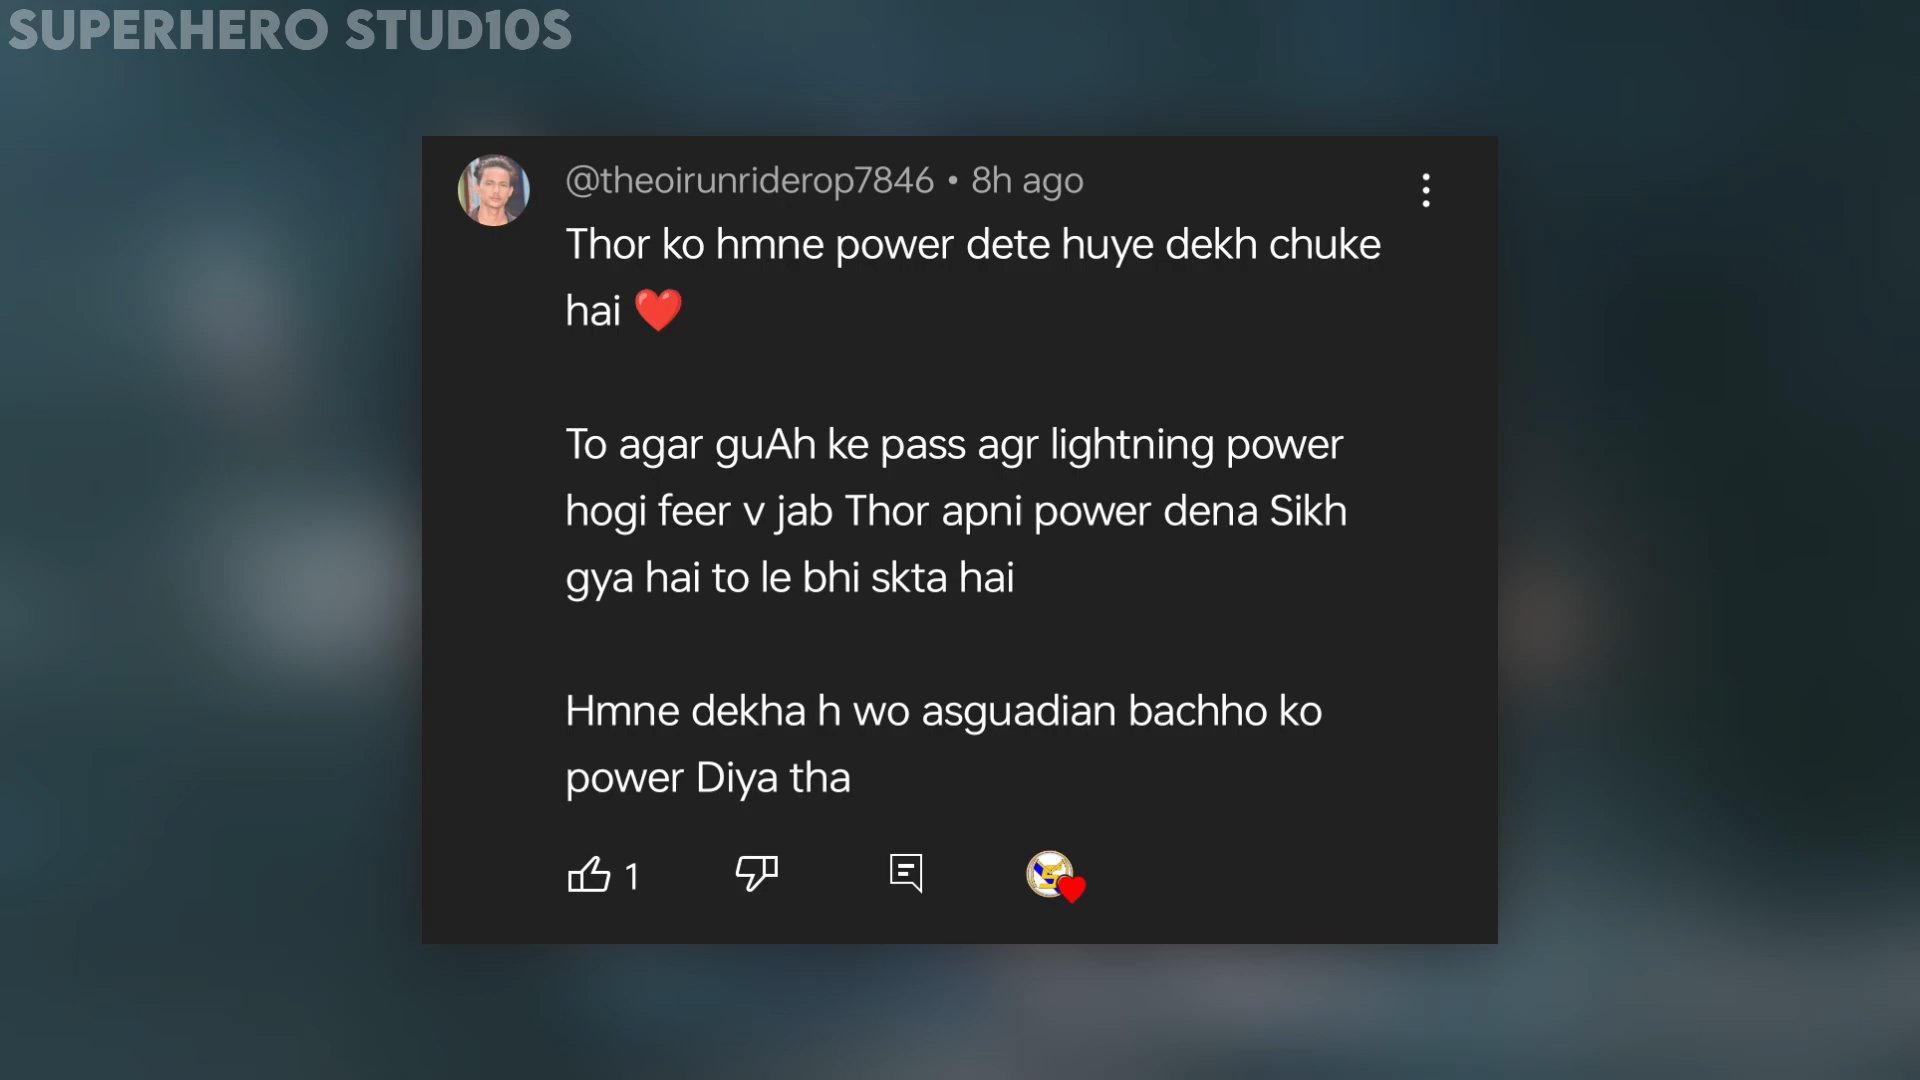 SUPERHERO STUD10S
@theoirunriderop7846 • 8h ago
Thor ko hmne power dete huye dekh chuke
hai ❤️
To agar guAh ke pass agr lightning power
hogi feer v jab Thor apni power dena Sikh
gya hai to le bhi skta hai
Hmne dekha h wo asguadian bachho ko
power Diya tha
1